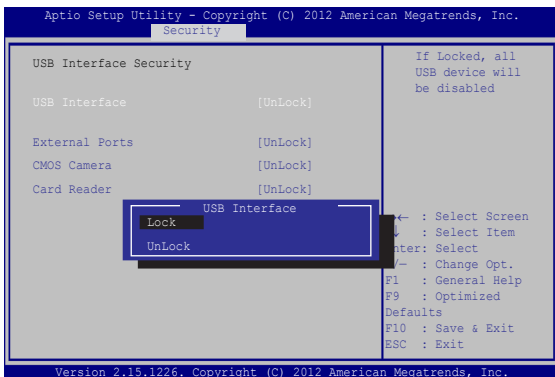 Aptio Setup Utility - Copyright (C) 2012 American Megatrends, Inc.
Security
USB Interface Security
USB Interface [UnLock]
External Ports [UnLock]
CMOS Camera [UnLock]
Card Reader [UnLock]
USB Interface
Lock
UnLock
If Locked, all
USB device will
be disabled
→← : Select Screen
↓ : Select Item
nter: Select
/— : Change Opt.
F1 : General Help
F9 : Optimized
Defaults
F10 : Save & Exit
ESC : Exit
Version 2.15.1226. Copyright (C) 2012 American Megatrends, Inc.